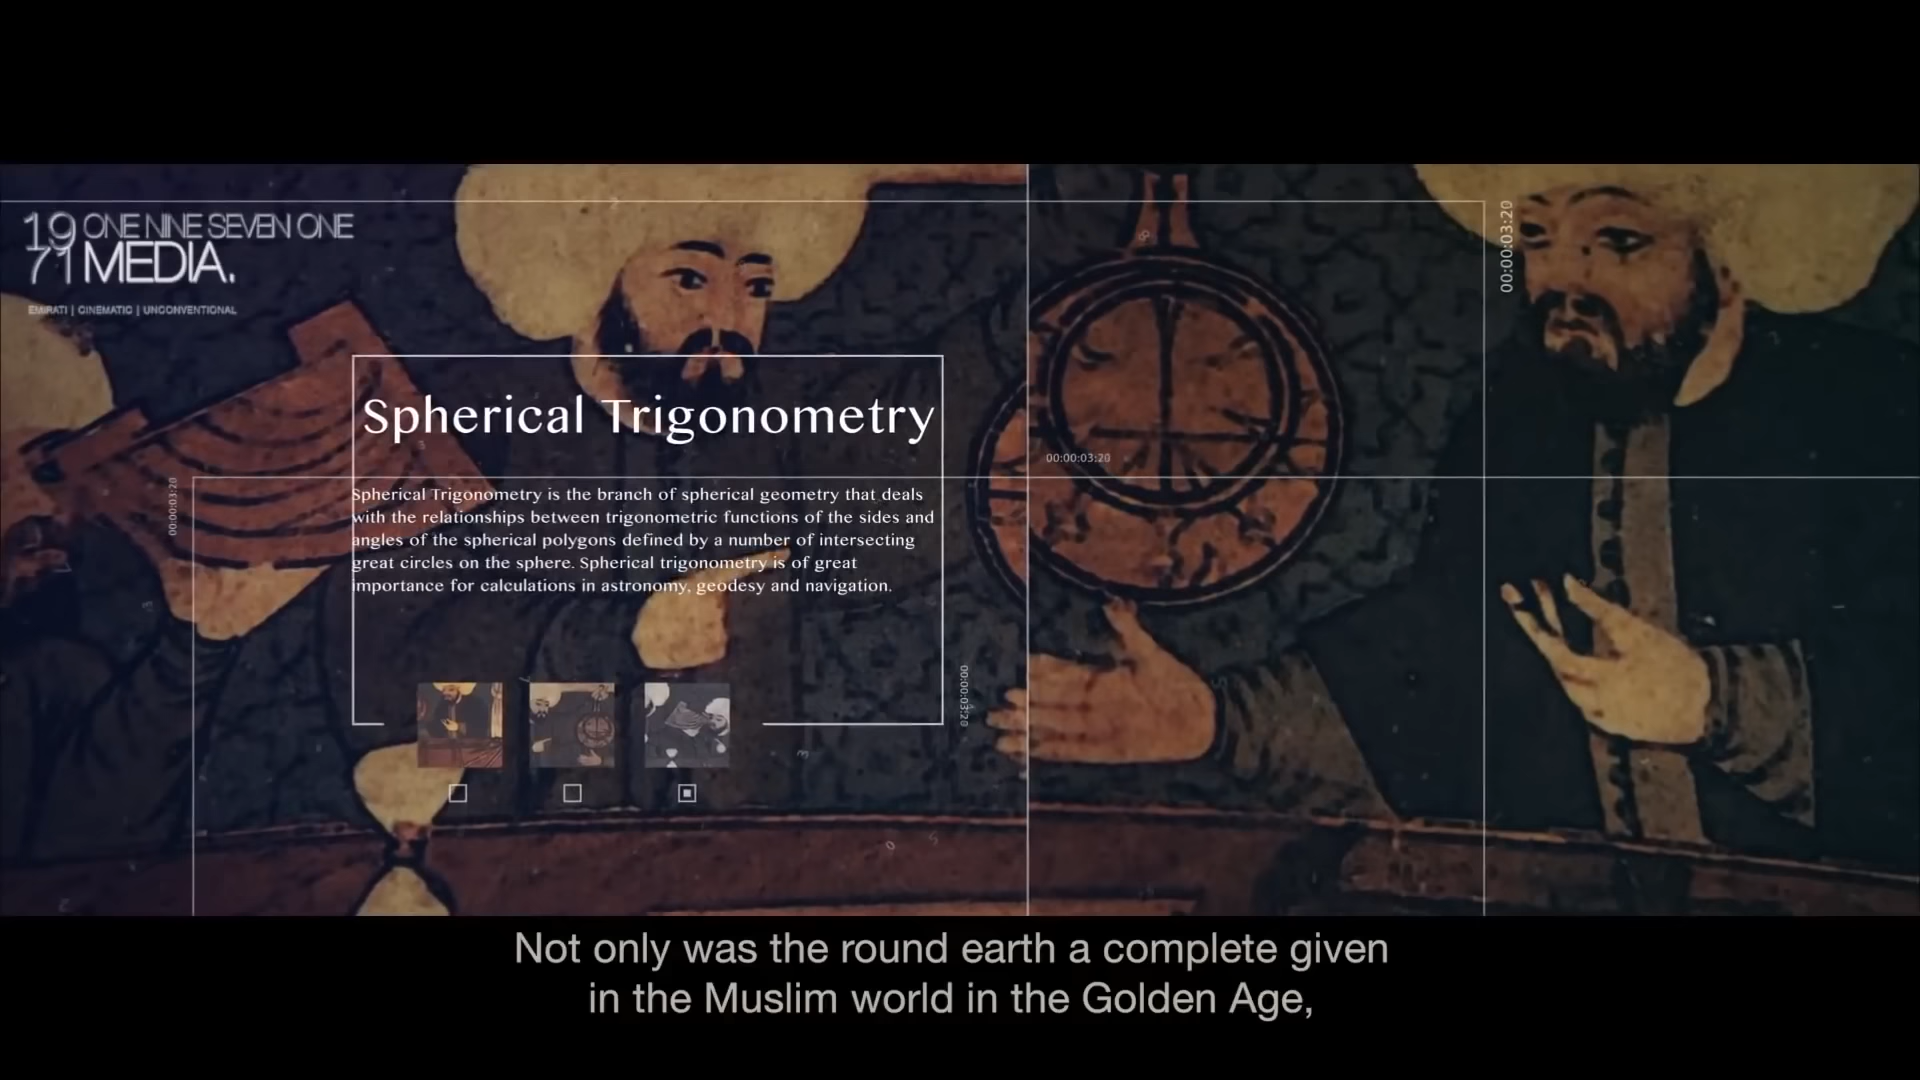 19 ONE NINE SEVEN ONE
71 MEDIA.
EMIRATI | CINEMATIC | UNCONVENTIONAL
00:00:03:20
Spherical Trigonometry
00:00:03:20
00:00:03:20
Spherical Trigonometry is the branch of spherical geometry that deals
with the relationships between trigonometric functions of the sides and
angles of the spherical polygons defined by a number of intersecting
great circles on the sphere. Spherical trigonometry is of great
importance for calculations in astronomy, geodesy and navigation.
00:00:03:20
Not only was the round earth a complete given
in the Muslim world in the Golden Age,